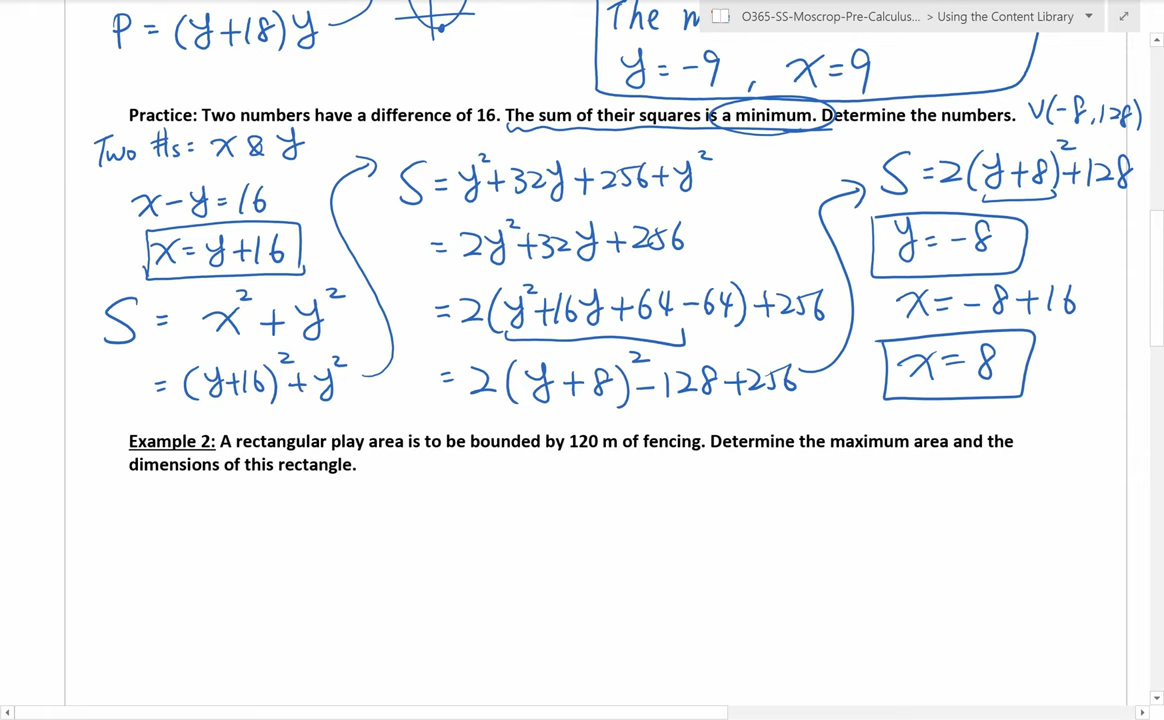 P = (y+18)y
The n
O365-SS-Moscrop-Pre-Calculus... > Using the Content Library
y = -9 , x = 9
Practice: Two numbers have a difference of 16. The sum of their squares is a minimum. Determine the numbers.
V(-8,128)
Two #s: x & y
x - y = 16
x = y + 16
S = x² + y²
= (y+16)² + y²
S = y² + 32y + 256 + y²
= 2y² + 32y + 256
= 2(y² + 16y + 64 - 64) + 256
= 2(y + 8)² - 128 + 256
S = 2(y+8)² + 128
y = -8
x = -8 + 16
x = 8
Example 2: A rectangular play area is to be bounded by 120 m of fencing. Determine the maximum area and the
dimensions of this rectangle.